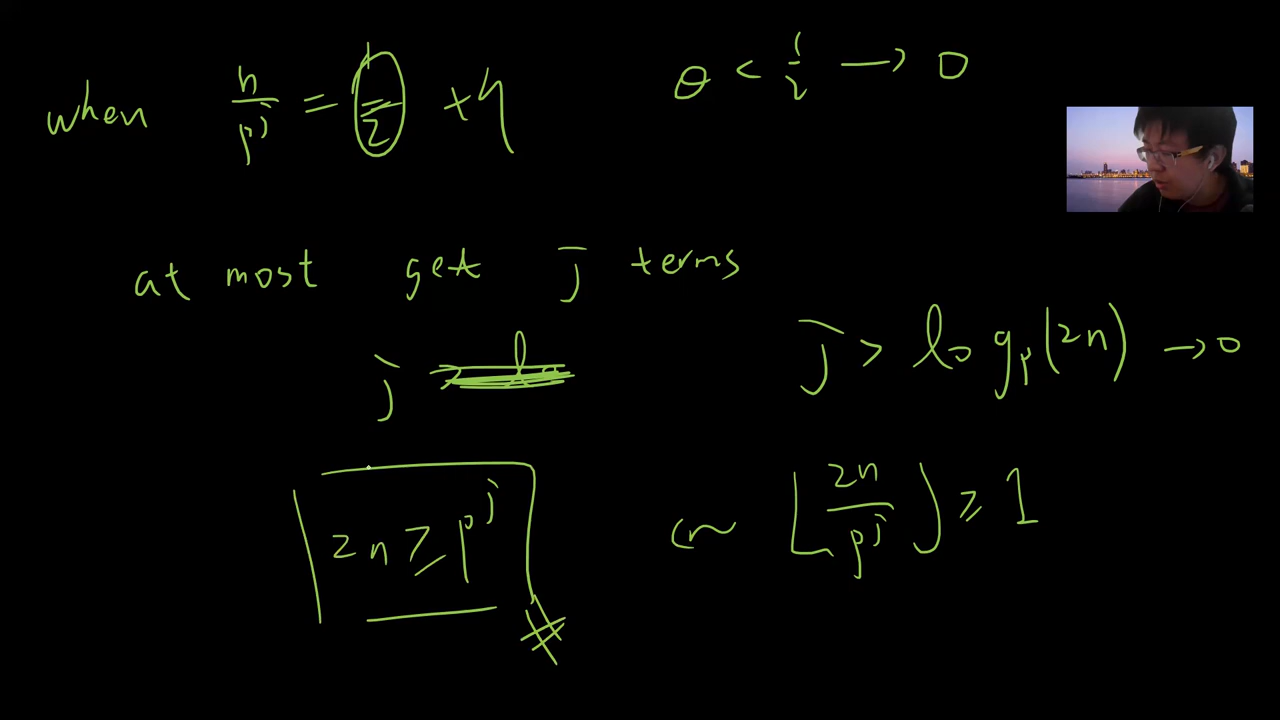 when n/p^j = 1/2 + η
θ < 1/2 → 0
at most get j terms
j
j > log_p(2n) → 0
2n ≥ p^j
⌊2n/p^j⌋ ≥ 1